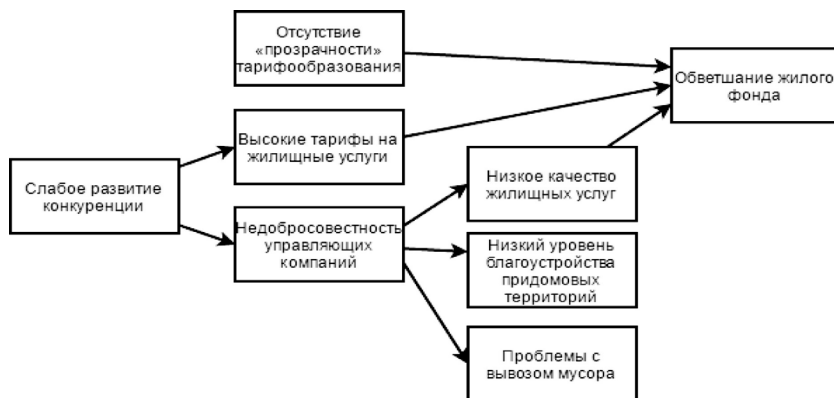 Отсутствие
«прозрачности»
тарифообразования
Обветшание жилого
фонда
Высокие тарифы на
жилищные услуги
Слабое развитие
конкуренции
Низкое качество
жилищных услуг
Недобросовестность
управляющих
компаний
Низкий уровень
благоустройства
придомовых
территорий
Проблемы с
вывозом мусора